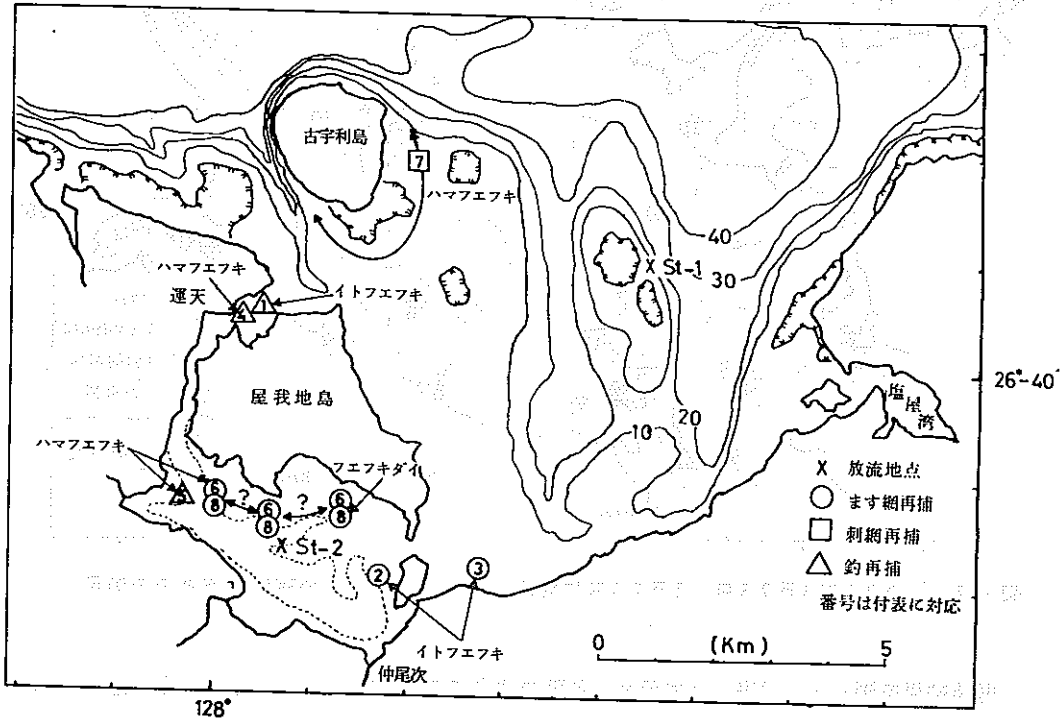 古宇利島
7
ハマフエフキ
40
ハマフエフキ
運天
イトフエフキ
X St-1
30
4
1
屋我地島
26°-40'
塩屋湾
20
10
ハマフエフキ
フエフキダイ
5
6
8
?
6
8
?
6
8
X St-2
2
3
イトフエフキ
仲尾次
X 放流地点
○ ます網再捕
□ 刺網再捕
△ 釣再捕
番号は付表に対応
0 (Km) 5
128°